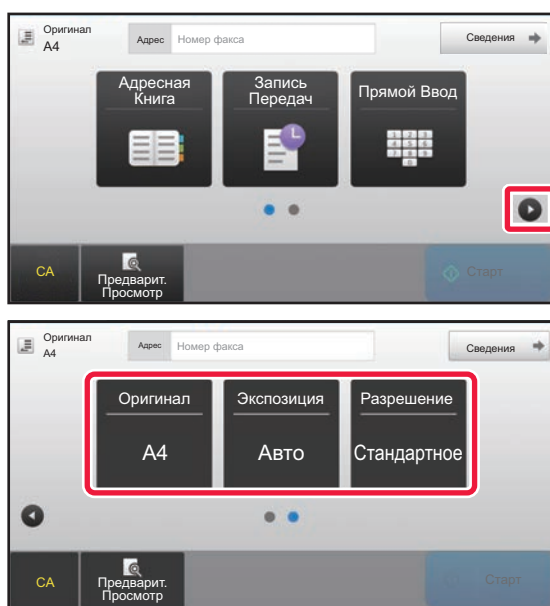 Оригинал
A4
Адрес
Номер факса
Сведения
Адресная
Книга
Запись
Передач
Прямой Ввод
CA
Предварит.
Просмотр
Старт
Оригинал
A4
Адрес
Номер факса
Сведения
Оригинал
A4
Экспозиция
Авто
Разрешение
Стандартное
CA
Предварит.
Просмотр
Старт